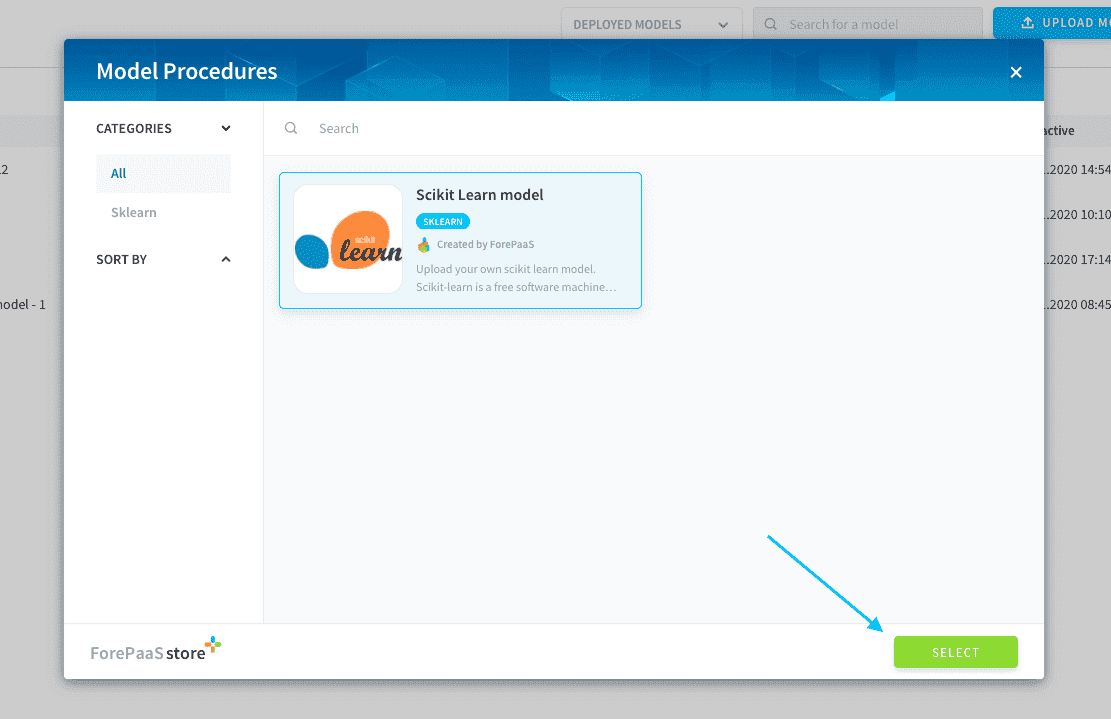 DEPLOYED MODELS
Search for a model
UPLOAD MO
Model Procedures
CATEGORIES
Search
active
All
Sklearn
SORT BY
Scikit Learn model
SKLEARN
Created by ForePaaS
Upload your own scikit learn model.
Scikit-learn is a free software machine…
scikit
learn
.2020 14:54
.2020 10:10
.2020 17:14
.2020 08:45
2
nodel - 1
ForePaaS store
SELECT